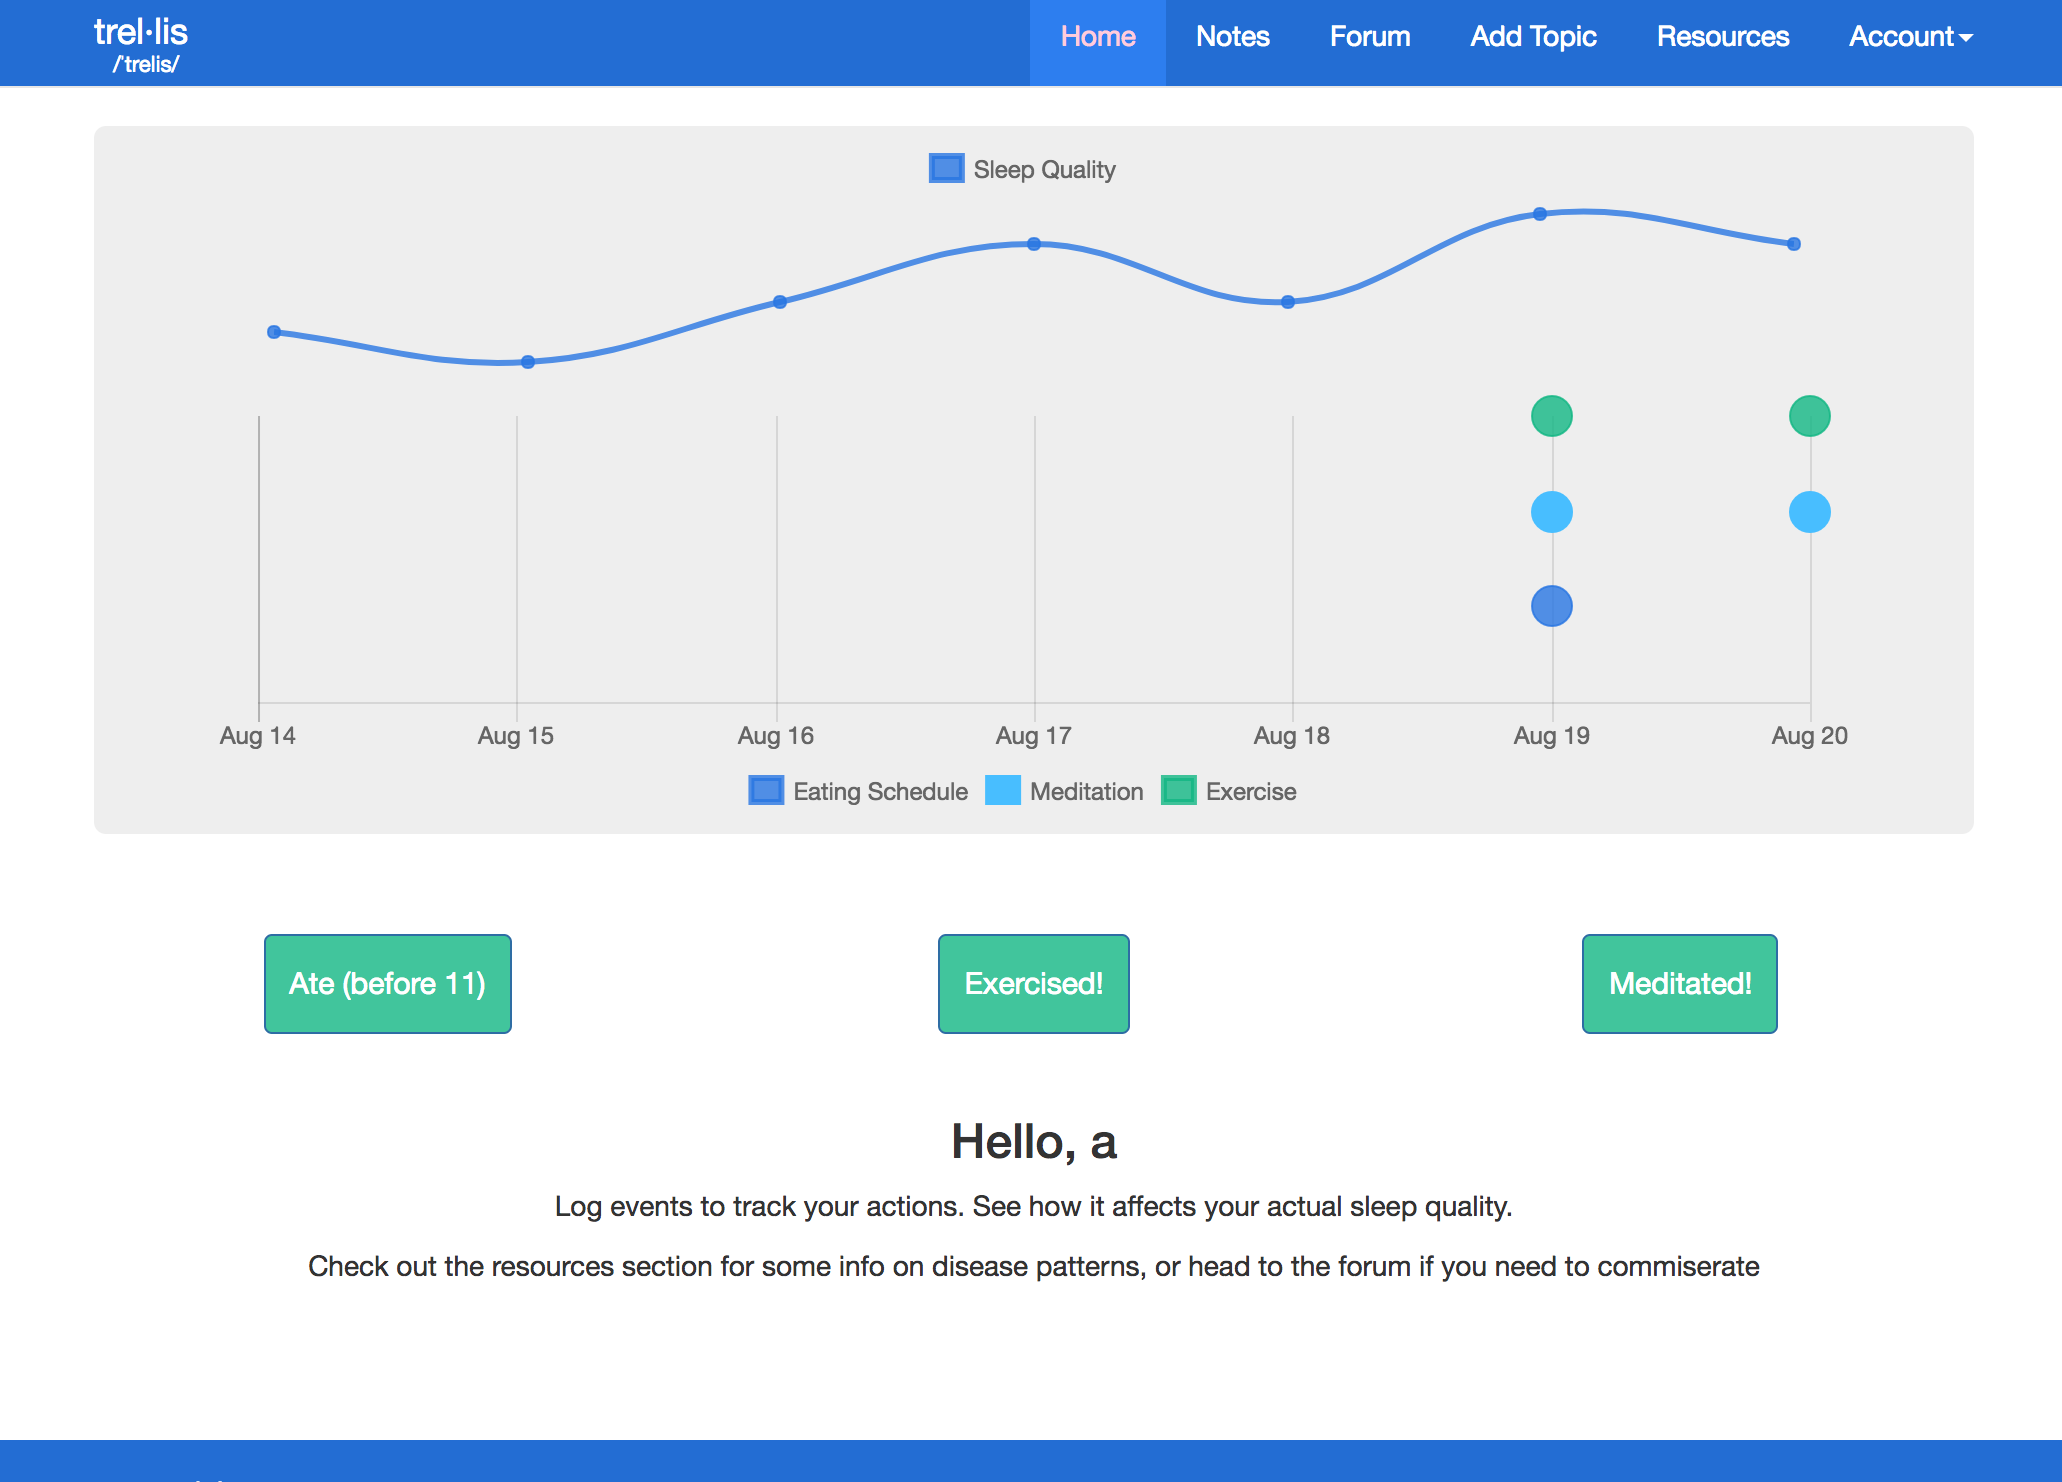 trel·lis
/'trelis/
Home Notes Forum Add Topic Resources Account
Sleep Quality
Aug 14 Aug 15 Aug 16 Aug 17 Aug 18 Aug 19 Aug 20
Eating Schedule Meditation Exercise
Ate (before 11) Exercised! Meditated!
Hello, a
Log events to track your actions. See how it affects your actual sleep quality.
Check out the resources section for some info on disease patterns, or head to the forum if you need to commiserate